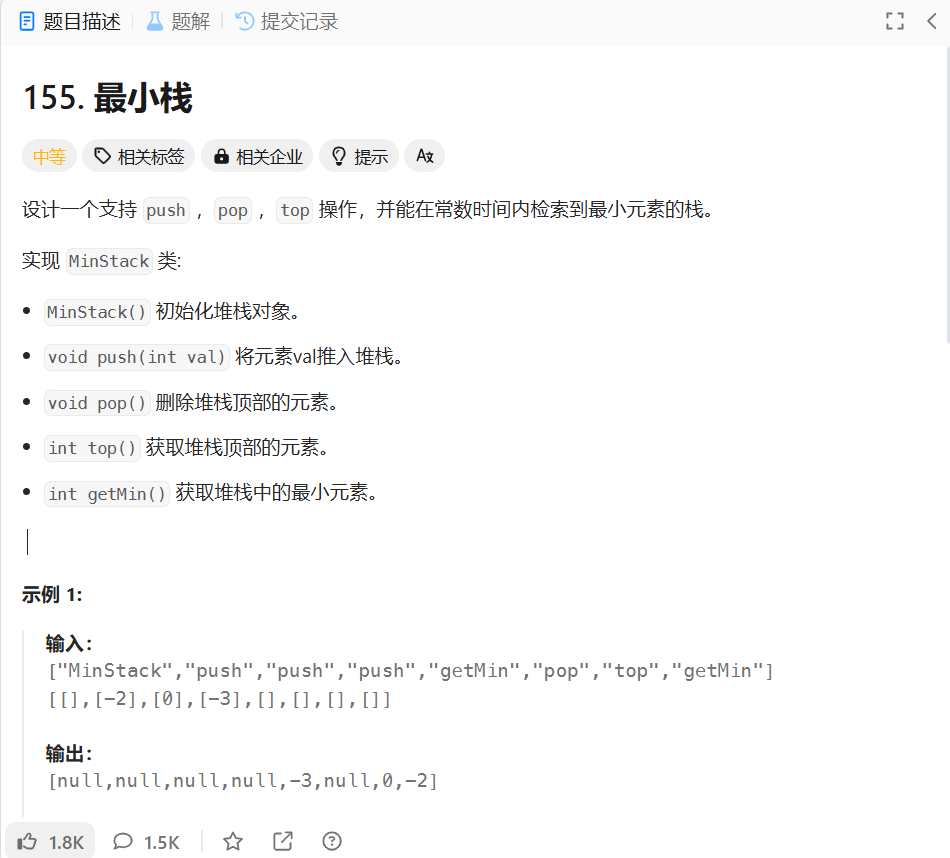 题目描述 题解 提交记录
155. 最小栈
中等 相关标签 相关企业 提示
设计一个支持 push ，pop ，top 操作，并能在常数时间内检索到最小元素的栈。
实现 MinStack 类:
• MinStack() 初始化堆栈对象。
• void push(int val) 将元素val推入堆栈。
• void pop() 删除堆栈顶部的元素。
• int top() 获取堆栈顶部的元素。
• int getMin() 获取堆栈中的最小元素。
示例 1:
输入：
["MinStack","push","push","push","getMin","pop","top","getMin"]
[[],[-2],[0],[-3],[],[],[],[]]
输出：
[null,null,null,null,-3,null,0,-2]
1.8K 1.5K